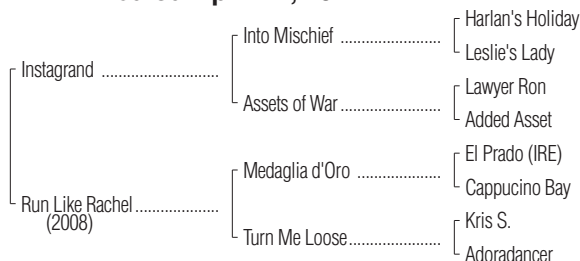 Harlan's Holiday
Into Mischief
Leslie's Lady
Instagrand
Lawyer Ron
Assets of War
Added Asset
El Prado (IRE)
Medaglia d'Oro
Cappucino Bay
Run Like Rachel
(2008)
Kris S.
Turn Me Loose
Adoradancer